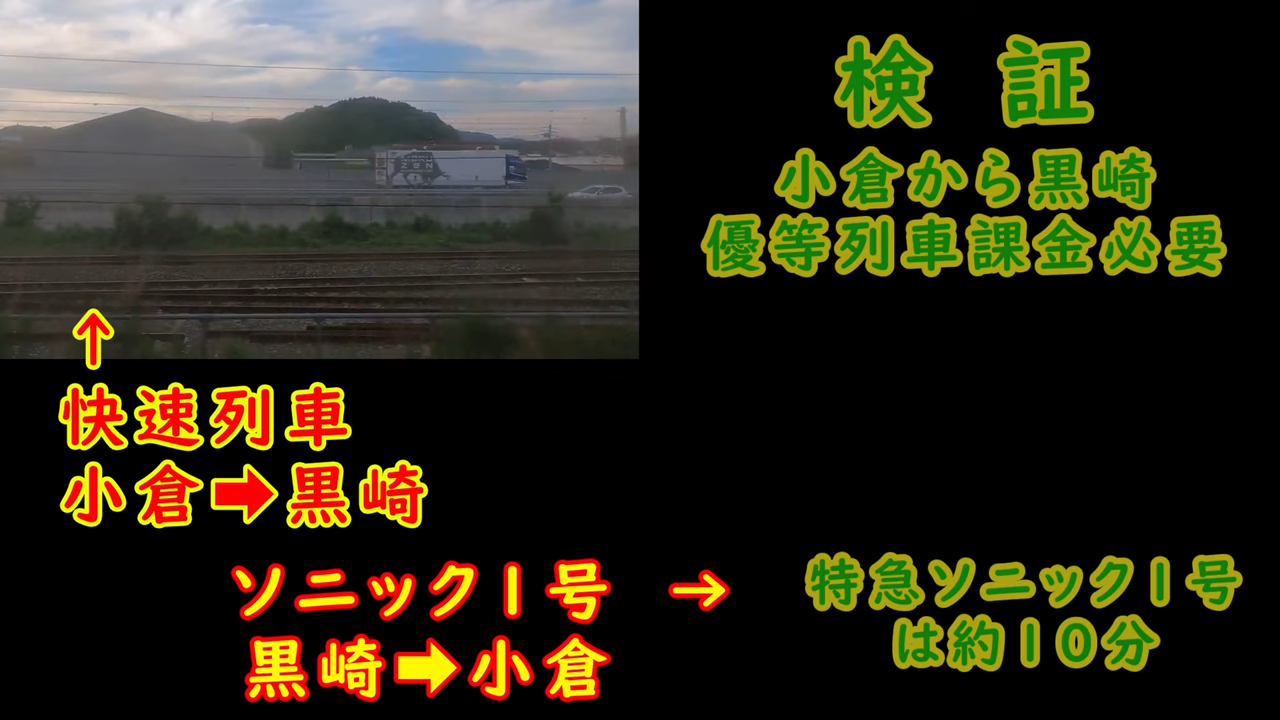 検 証
小倉から黒崎
優等列車課金必要
↑
快速列車
小倉➡黒崎
ソニック1号 →
黒崎➡小倉
特急ソニック1号
は約10分